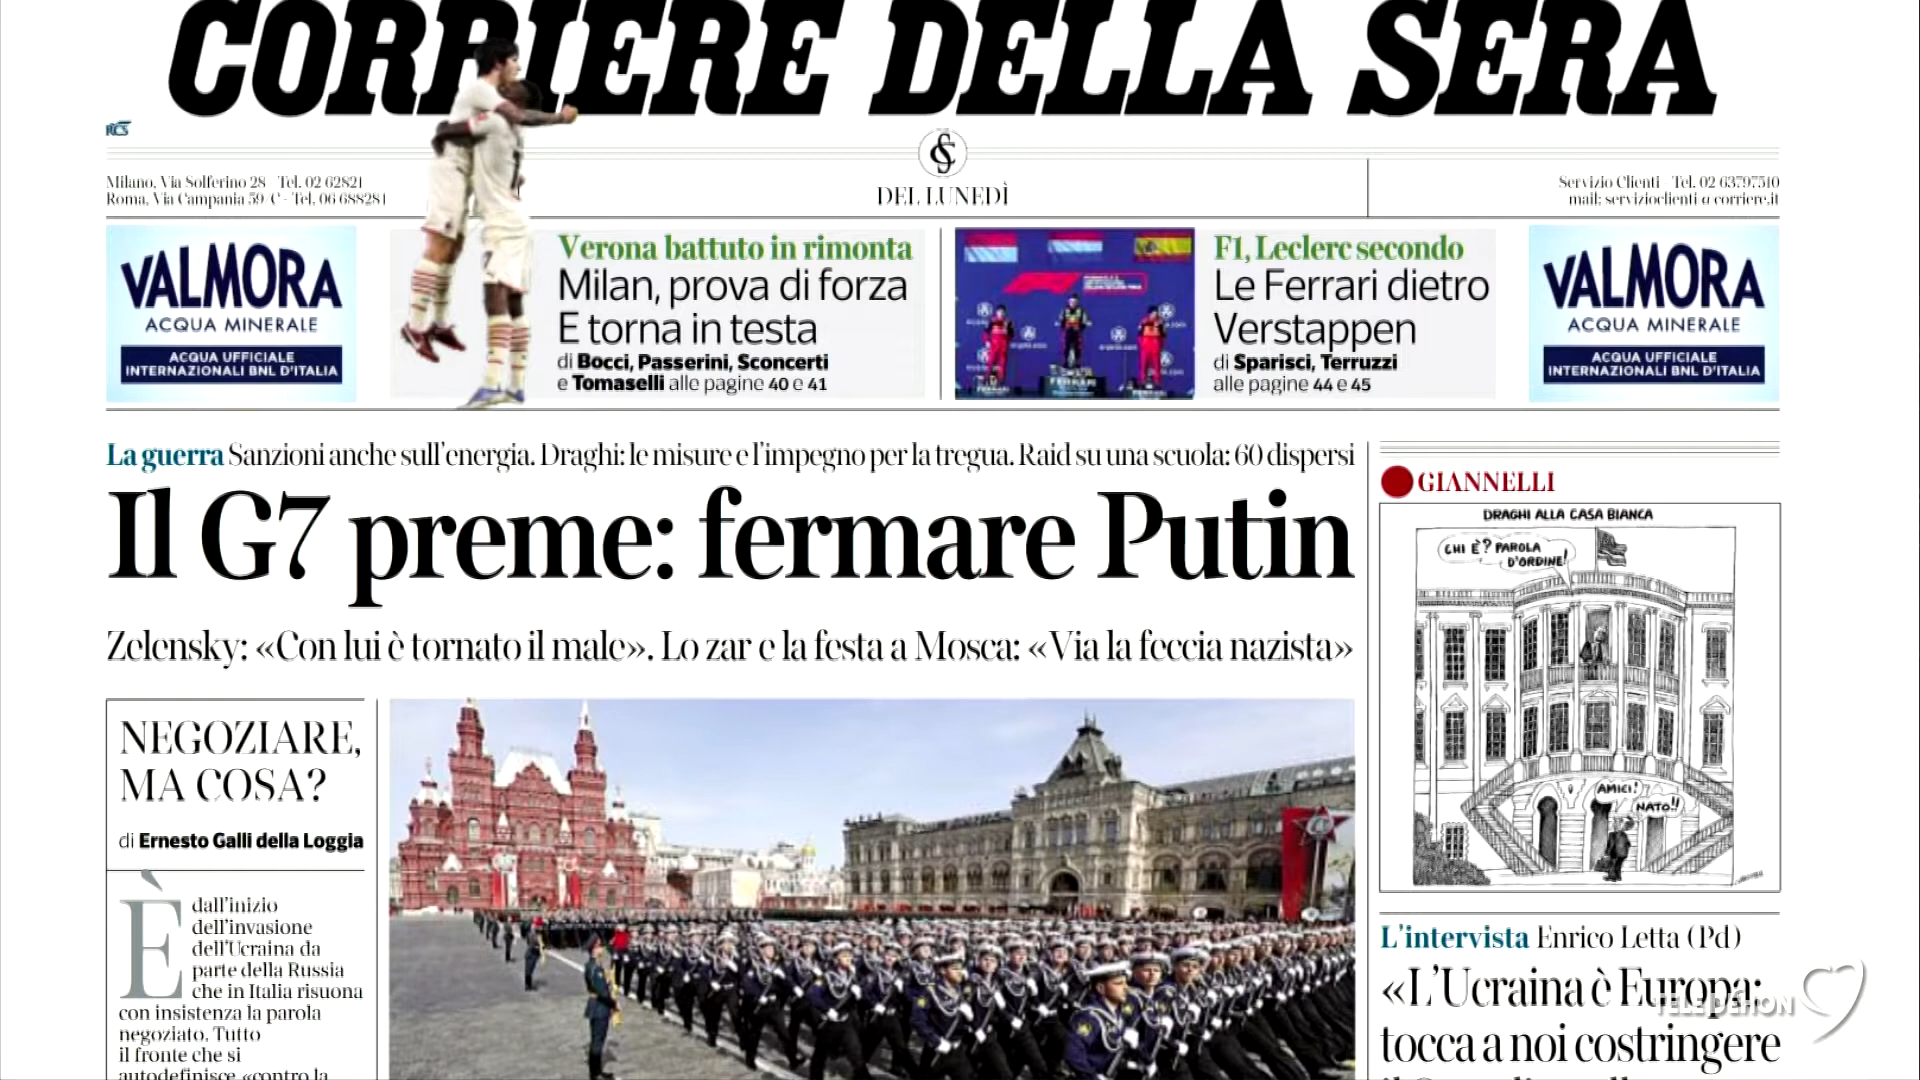 CORRIERE DELLA SERA
RCS
Milano, Via Solferino 28 - Tel. 02 62821
Roma, Via Campania 59 C - Tel. 06 688281
DEL LUNEDÌ
Servizio Clienti - Tel. 02 63797510
mail: servizioclienti@corriere.it
VALMORA
ACQUA MINERALE
ACQUA UFFICIALE
INTERNAZIONALI BNL D'ITALIA
Verona battuto in rimonta
Milan, prova di forza
E torna in testa
di Bocci, Passerini, Sconcerti
e Tomaselli alle pagine 40 e 41
F1, Leclerc secondo
Le Ferrari dietro
Verstappen
di Sparisci, Terruzzi
alle pagine 44 e 45
VALMORA
ACQUA MINERALE
ACQUA UFFICIALE
INTERNAZIONALI BNL D'ITALIA
La guerra Sanzioni anche sull'energia. Draghi: le misure e l'impegno per la tregua. Raid su una scuola: 60 dispersi
Il G7 preme: fermare Putin
Zelensky: «Con lui è tornato il male». Lo zar e la festa a Mosca: «Via la feccia nazista»
NEGOZIARE,
MA COSA?
di Ernesto Galli della Loggia
È dall'inizio
dell'invasione
dell'Ucraina da
parte della Russia
che in Italia risuona
con insistenza la parola
negoziato. Tutto
il fronte che si
autodefinisce «contro la
GIANNELLI
DRAGHI ALLA CASA BIANCA
CHI È? PAROLA
D'ORDINE!
AMICI!
NATO!!
L'intervista Enrico Letta (Pd)
«L'Ucraina è Europa:
tocca a noi costringere
TELEDEHON